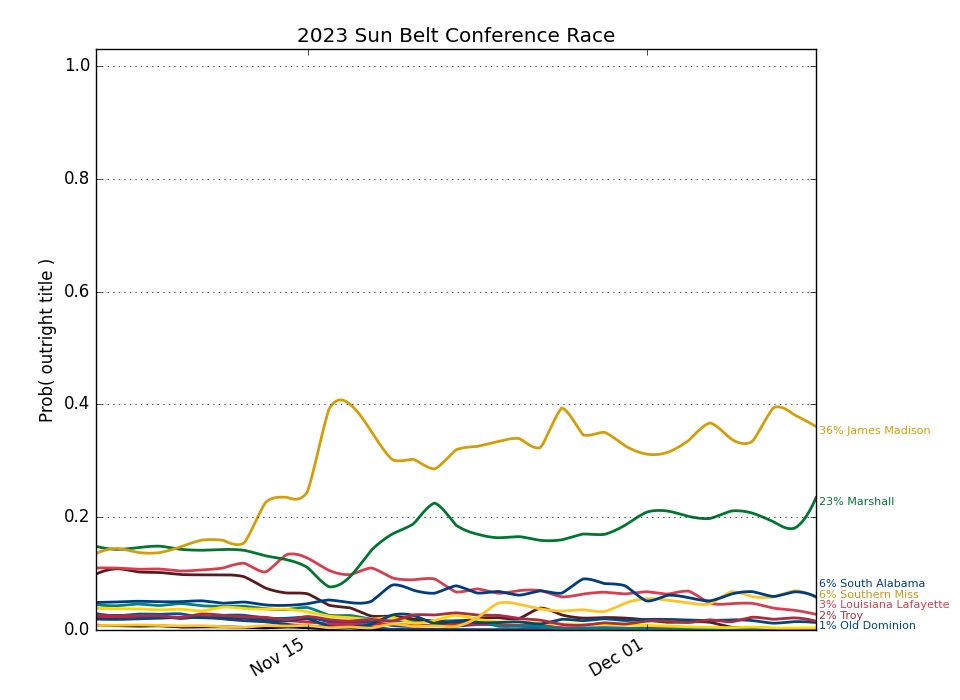 2023 Sun Belt Conference Race
1.0
0.8
0.6
0.4
0.2
0.0
Prob( outright title )
Nov 15
Dec 01
36% James Madison
23% Marshall
6% South Alabama
6% Southern Miss
3% Louisiana Lafayette
2% Troy
1% Old Dominion